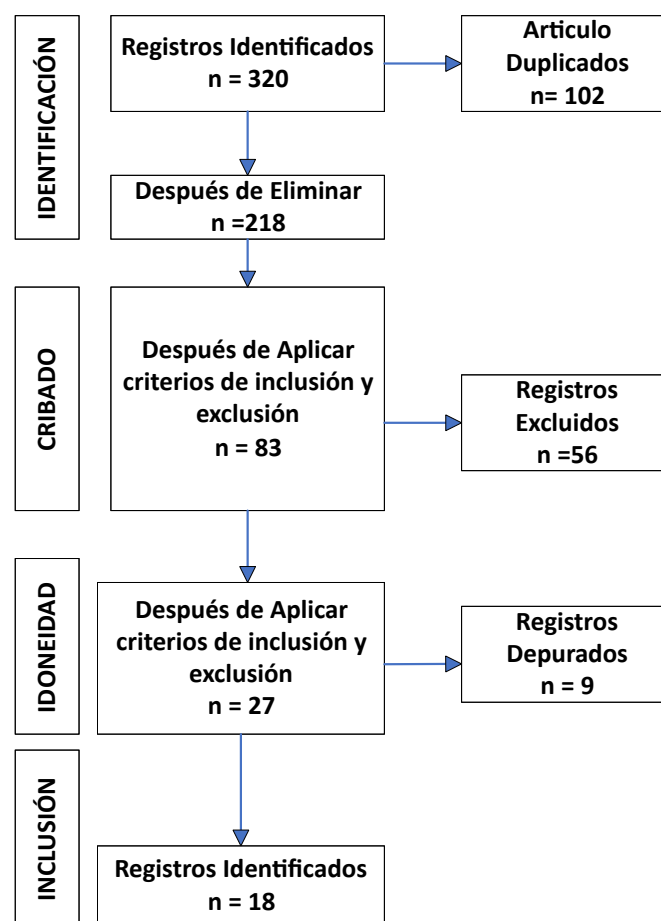 IDENTIFICACIÓN
Registros Identificados
n = 320
Articulo
Duplicados
n= 102
Después de Eliminar
n =218
CRIBADO
Después de Aplicar
criterios de inclusión y
exclusión
n = 83
Registros
Excluidos
n =56
IDONEIDAD
Después de Aplicar
criterios de inclusión y
exclusión
n = 27
Registros
Depurados
n = 9
INCLUSIÓN
Registros Identificados
n = 18